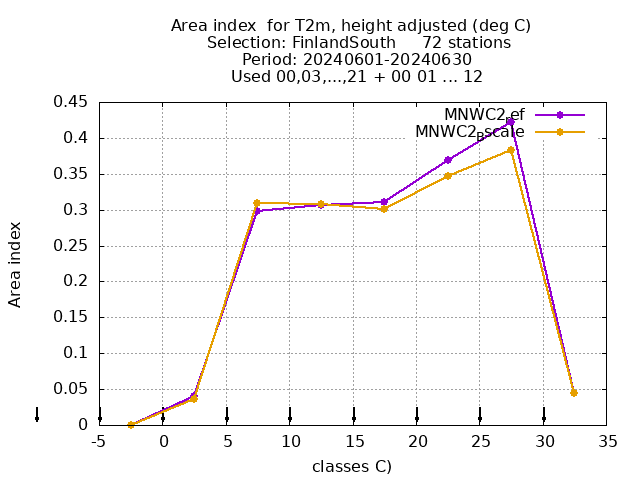 Area index  for T2m, height adjusted (deg C)
Selection: FinlandSouth     72 stations
Period: 20240601-20240630
Used 00,03,...,21 + 00 01 ... 12
0.45
0.4
0.35
0.3
0.25
0.2
0.15
0.1
0.05
0
Area index
MNWC2
ef
MNWC2
scale
-5 0 5 10 15 20 25 30 35
classes C)